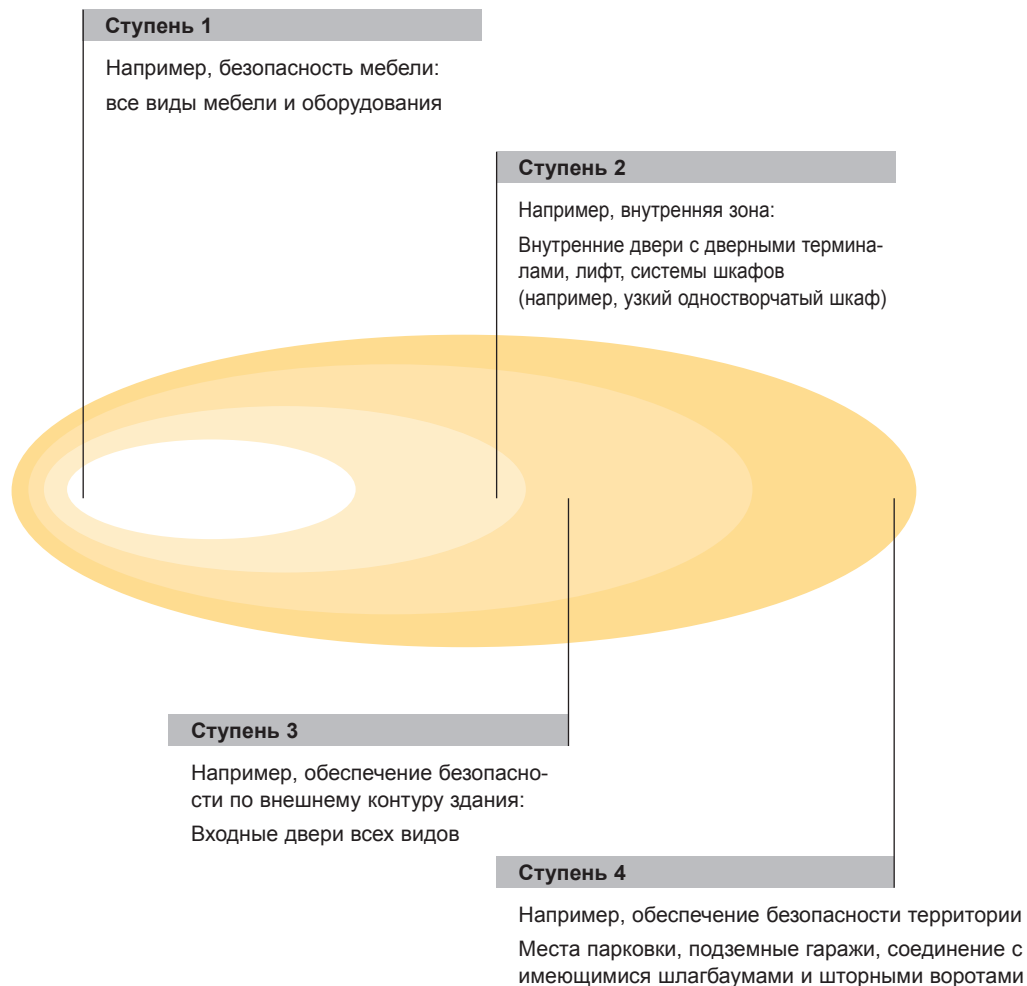 Ступень 1
Например, безопасность мебели:
все виды мебели и оборудования
Ступень 2
Например, внутренняя зона:
Внутренние двери с дверными термина-
лами, лифт, системы шкафов
(например, узкий одностворчатый шкаф)
Ступень 3
Например, обеспечение безопасно-
сти по внешнему контуру здания:
Входные двери всех видов
Ступень 4
Например, обеспечение безопасности территории
Места парковки, подземные гаражи, соединение с
имеющимися шлагбаумами и шторными воротами